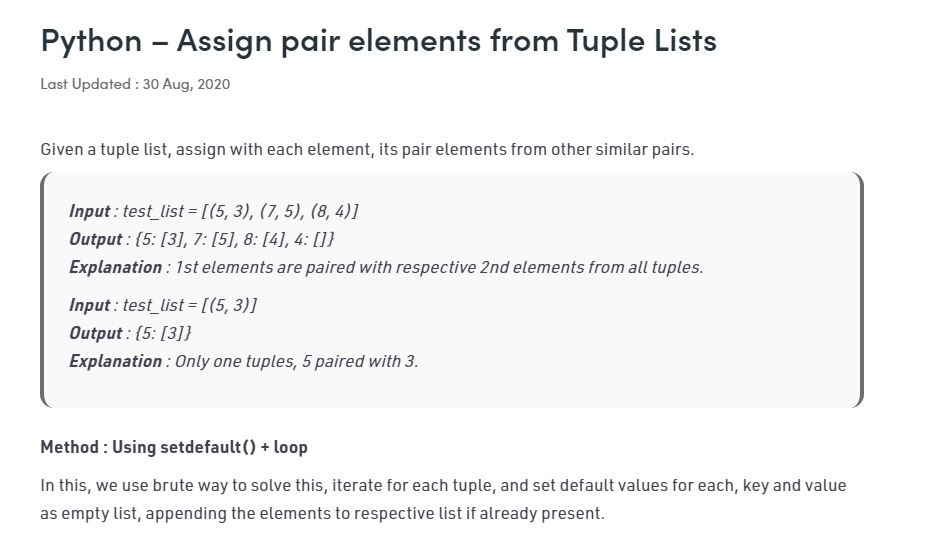 Python – Assign pair elements from Tuple Lists
Last Updated : 30 Aug, 2020
Given a tuple list, assign with each element, its pair elements from other similar pairs.
Input : test_list = [(5, 3), (7, 5), (8, 4)]
Output : {5: [3], 7: [5], 8: [4], 4: []}
Explanation : 1st elements are paired with respective 2nd elements from all tuples.
Input : test_list = [(5, 3)]
Output : {5: [3]}
Explanation : Only one tuples, 5 paired with 3.
Method : Using setdefault() + loop
In this, we use brute way to solve this, iterate for each tuple, and set default values for each, key and value
as empty list, appending the elements to respective list if already present.